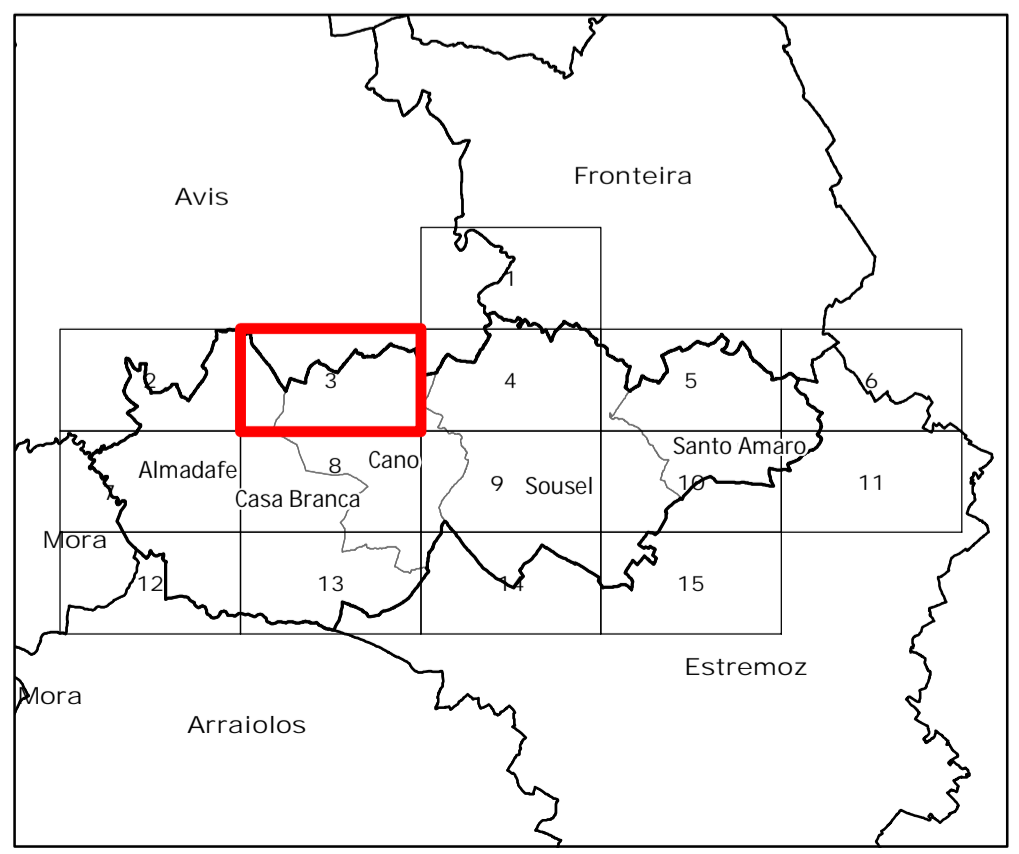 Fronteira
Avis
1
2
3
4
5
6
Santo Amaro
Cano
Almadafe
8
Casa Branca
9
Sousel
10
11
Mora
12
13
14
15
Estremoz
Mora
Arraiolos